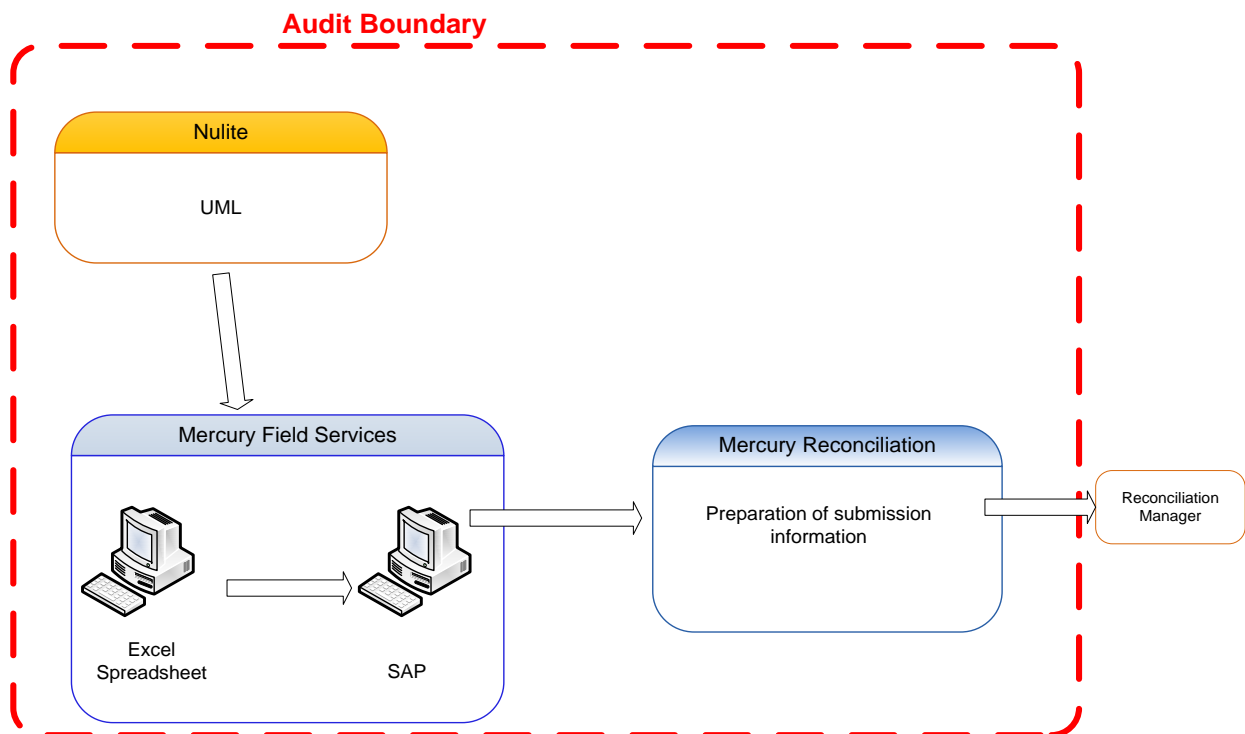 Audit Boundary
Nulite
UML
Mercury Field Services
Excel
Spreadsheet
SAP
Mercury Reconciliation
Preparation of submission
information
Reconciliation
Manager